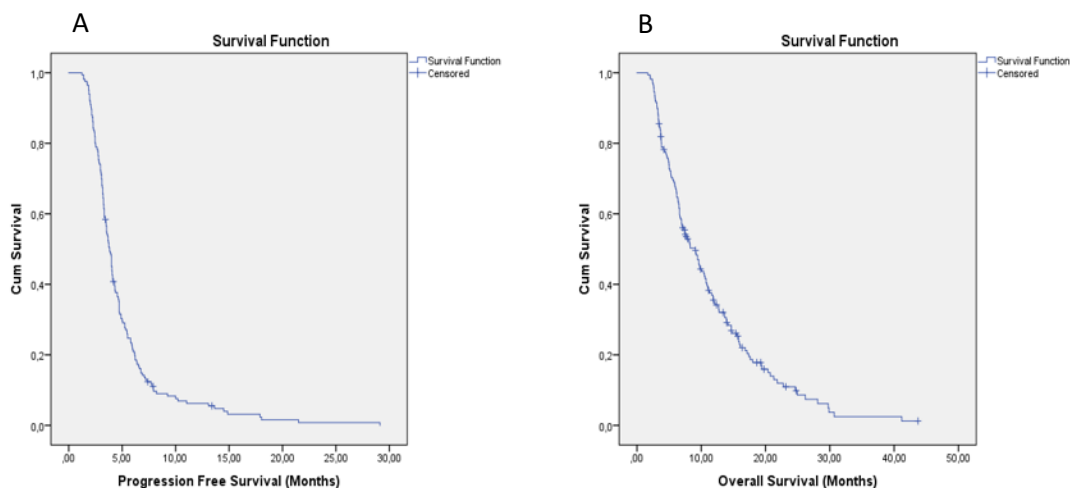 A
Survival Function
Survival Function
Censored
1,0
0,8
0,6
0,4
0,2
0,0
Cum Survival
,00
5,00
10,00
15,00
20,00
25,00
30,00
Progression Free Survival (Months)
B
Survival Function
Survival Function
Censored
1,0
0,8
0,6
0,4
0,2
0,0
Cum Survival
,00
10,00
20,00
30,00
40,00
50,00
Overall Survival (Months)